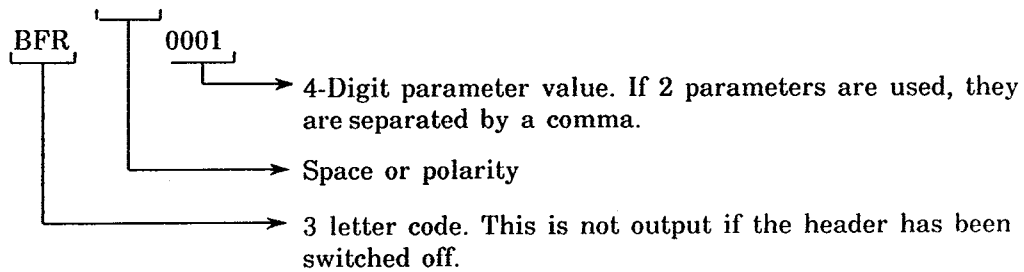 BFR 0001
4-Digit parameter value. If 2 parameters are used, they
are separated by a comma.
Space or polarity
3 letter code. This is not output if the header has been
switched off.